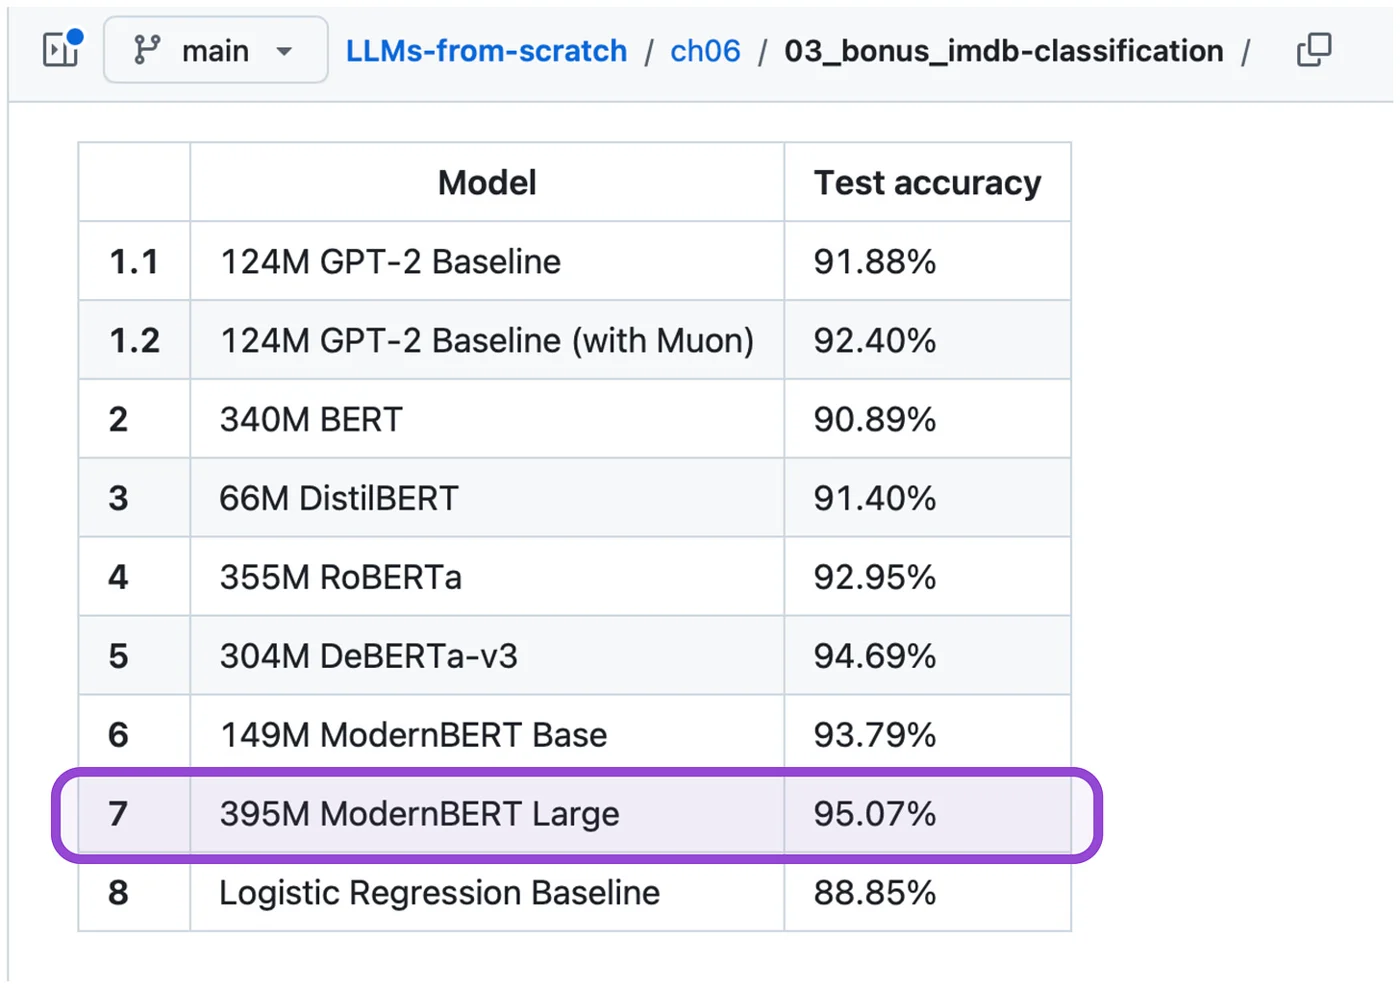 main LLMs-from-scratch / ch06 / 03_bonus_imdb-classification /
Model Test accuracy
1.1 124M GPT-2 Baseline 91.88%
1.2 124M GPT-2 Baseline (with Muon) 92.40%
2 340M BERT 90.89%
3 66M DistilBERT 91.40%
4 355M RoBERTa 92.95%
5 304M DeBERTa-v3 94.69%
6 149M ModernBERT Base 93.79%
7 395M ModernBERT Large 95.07%
8 Logistic Regression Baseline 88.85%